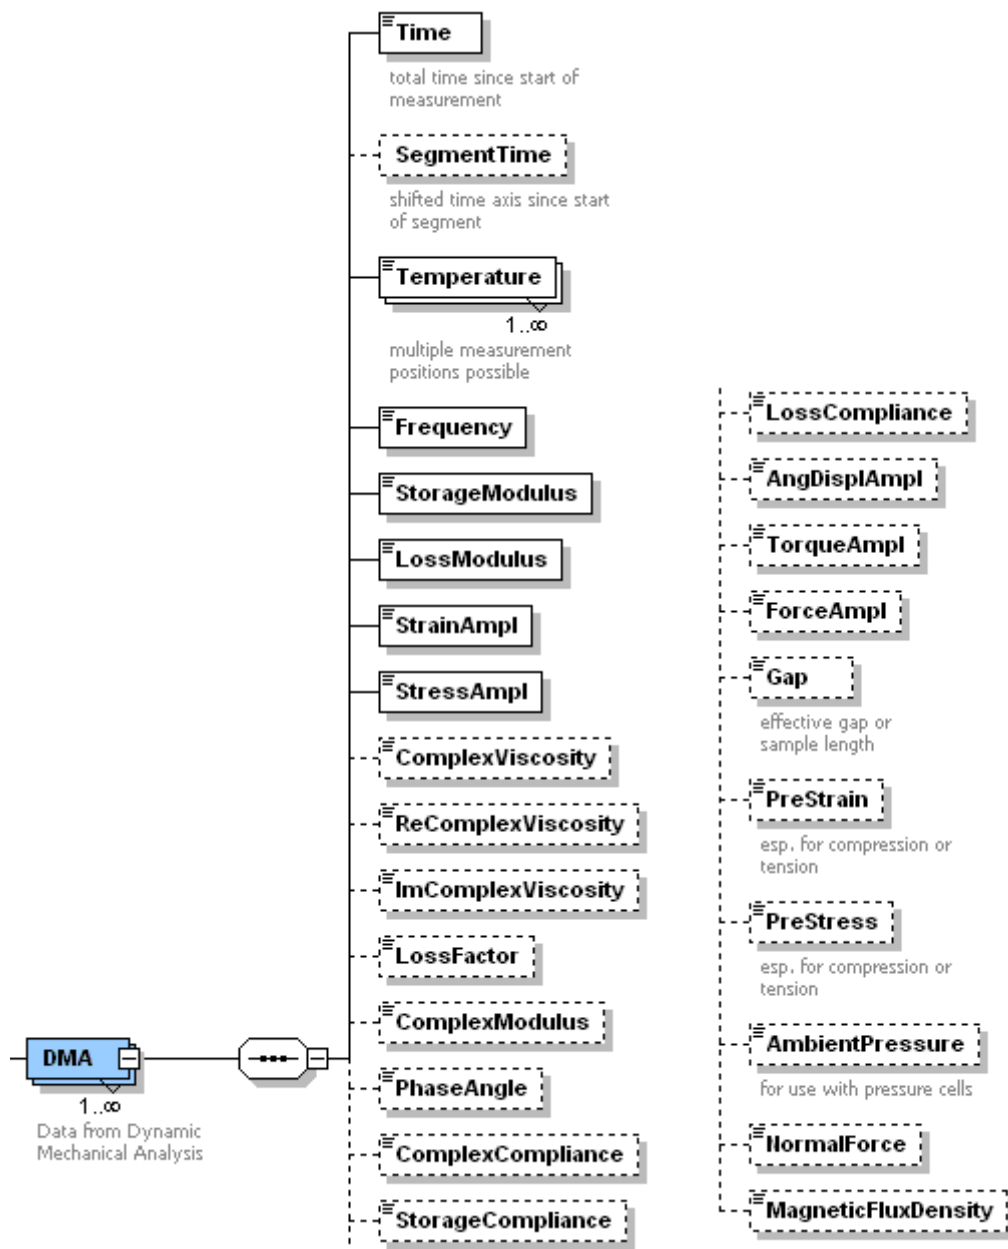 Time
total time since start of
measurement
SegmentTime
shifted time axis since start
of segment
Temperature
1..∞
multiple measurement
positions possible
Frequency
StorageModulus
LossModulus
StrainAmpl
StressAmpl
ComplexViscosity
ReComplexViscosity
ImComplexViscosity
LossFactor
ComplexModulus
DMA
1..∞
Data from Dynamic
Mechanical Analysis
PhaseAngle
ComplexCompliance
StorageCompliance
LossCompliance
AngDisplAmpl
TorqueAmpl
ForceAmpl
Gap
effective gap or
sample length
PreStrain
esp. for compression or
tension
PreStress
esp. for compression or
tension
AmbientPressure
for use with pressure cells
NormalForce
MagneticFluxDensity